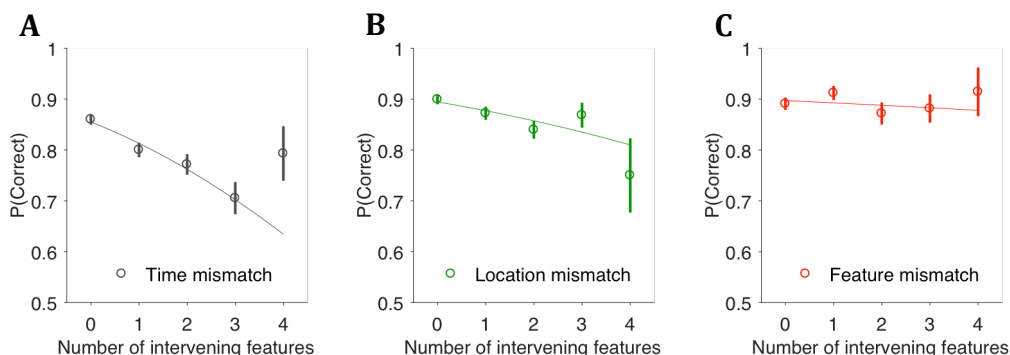 A
P(Correct)
1
0.9
0.8
0.7
0.6
0.5
Time mismatch
0 1 2 3 4
Number of intervening features
B
P(Correct)
1
0.9
0.8
0.7
0.6
0.5
Location mismatch
0 1 2 3 4
Number of intervening features
C
P(Correct)
1
0.9
0.8
0.7
0.6
0.5
Feature mismatch
0 1 2 3 4
Number of intervening features